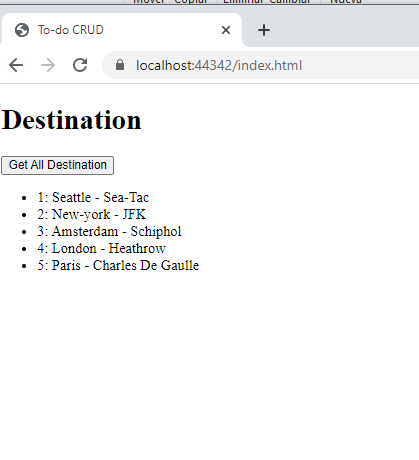 Mover Copiar Eliminar Cambiar Nueva
To-do CRUD
localhost:44342/index.html
Destination
Get All Destination
1: Seattle - Sea-Tac
2: New-york - JFK
3: Amsterdam - Schiphol
4: London - Heathrow
5: Paris - Charles De Gaulle